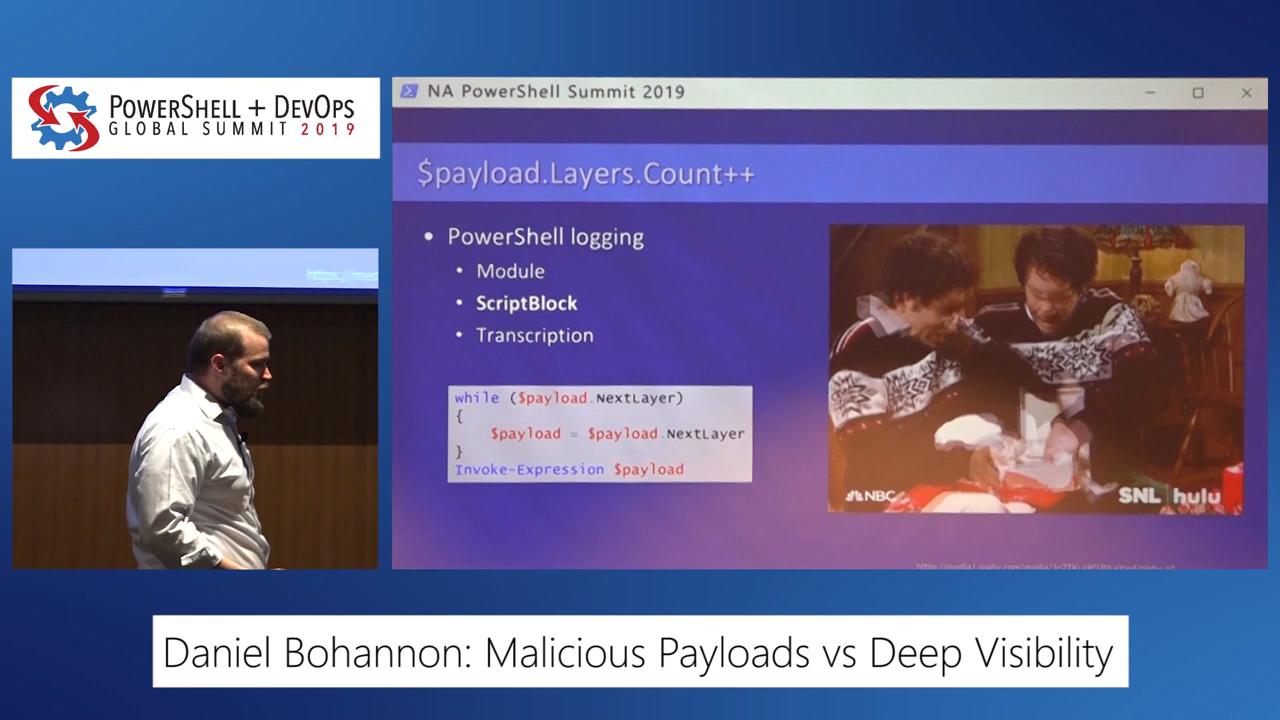 POWERSHELL + DEVOPS
GLOBAL SUMMIT 2019
NA PowerShell Summit 2019
$payload.Layers.Count++
• PowerShell logging
• Module
• ScriptBlock
• Transcription
while ($payload.NextLayer)
{
$payload = $payload.NextLayer
}
Invoke-Expression $payload
NBC
SNL hulu
Daniel Bohannon: Malicious Payloads vs Deep Visibility